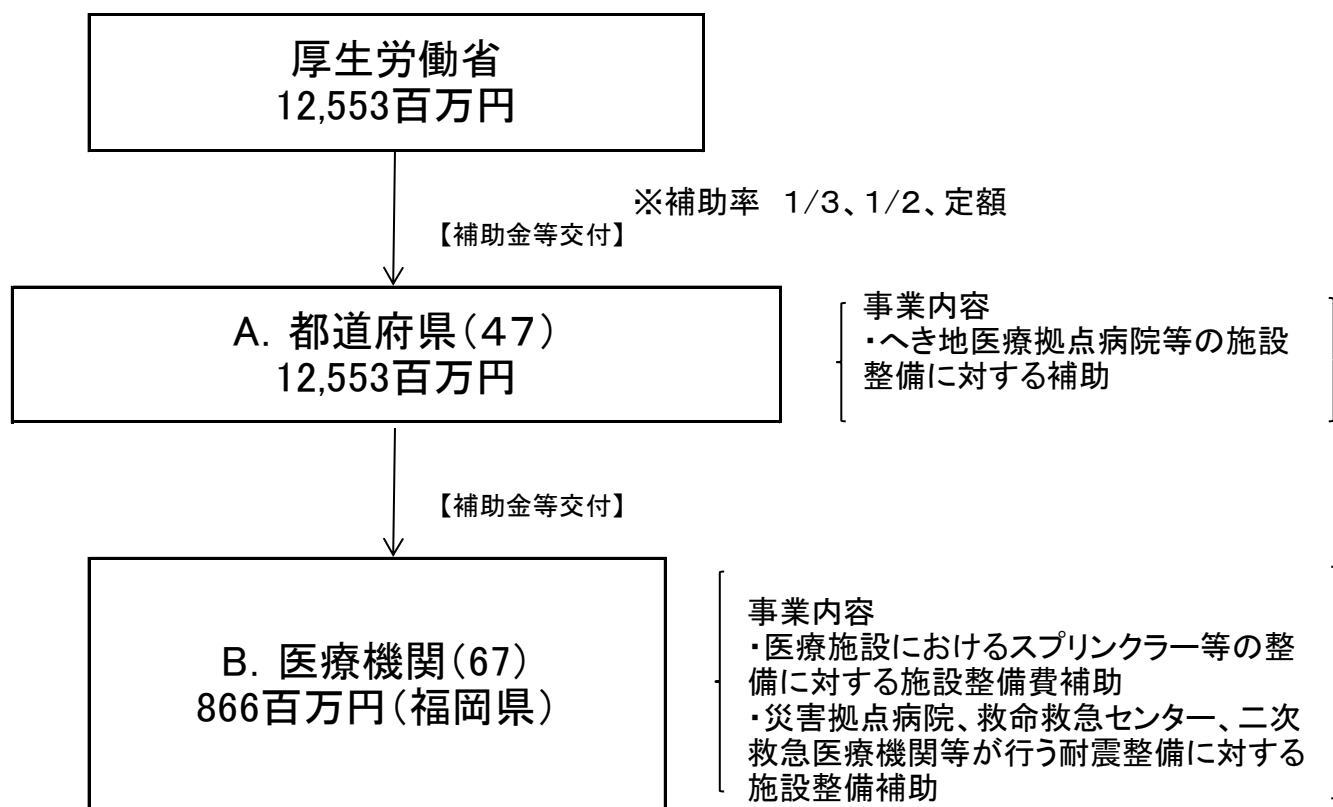 厚生労働省
12,553百万円
※補助率　1/3、1/2、定額
【補助金等交付】
A. 都道府県(47)
12,553百万円
事業内容
・へき地医療拠点病院等の施設
整備に対する補助
【補助金等交付】
B. 医療機関(67)
866百万円(福岡県)
事業内容
・医療施設におけるスプリンクラー等の整
備に対する施設整備費補助
・災害拠点病院、救命救急センター、二次
救急医療機関等が行う耐震整備に対する
施設整備補助